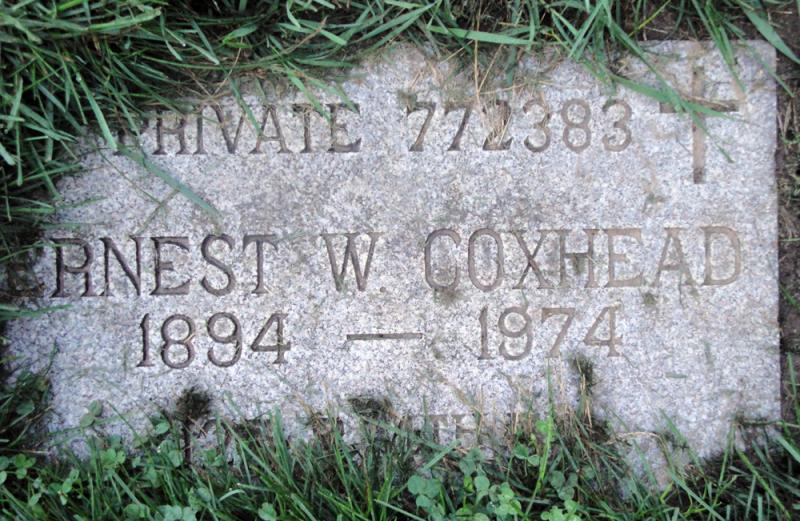 PRIVATE 772383
ERNEST W. COXHEAD
1894 — 1974